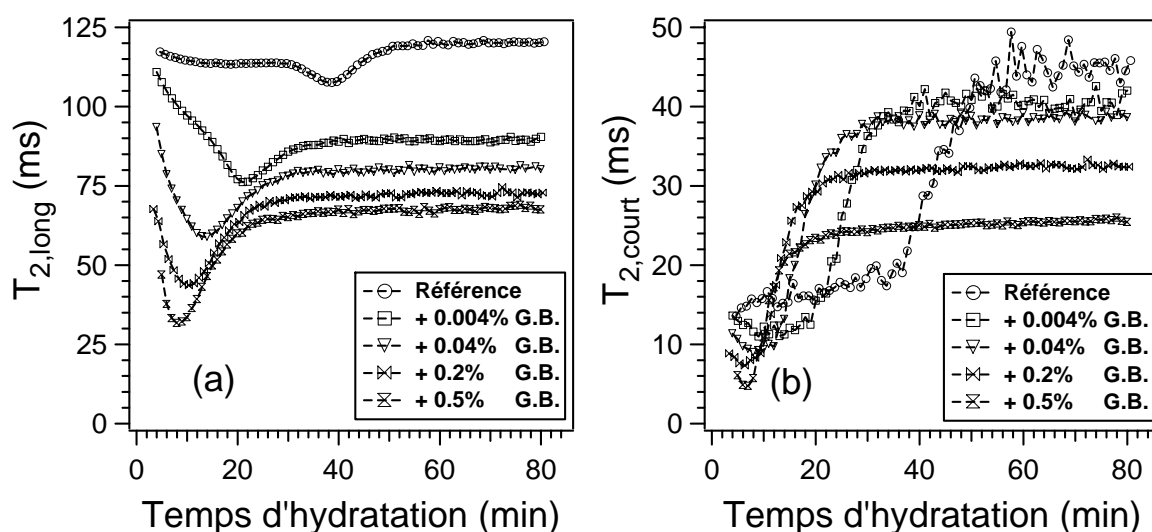 125
100
75
50
25
0
T2,long (ms)
(a)
Référence
+ 0.004% G.B.
+ 0.04% G.B.
+ 0.2% G.B.
+ 0.5% G.B.
0 20 40 60 80
Temps d'hydratation (min)
50
40
30
20
10
0
T2,court (ms)
(b)
Référence
+ 0.004% G.B.
+ 0.04% G.B.
+ 0.2% G.B.
+ 0.5% G.B.
0 20 40 60 80
Temps d'hydratation (min)